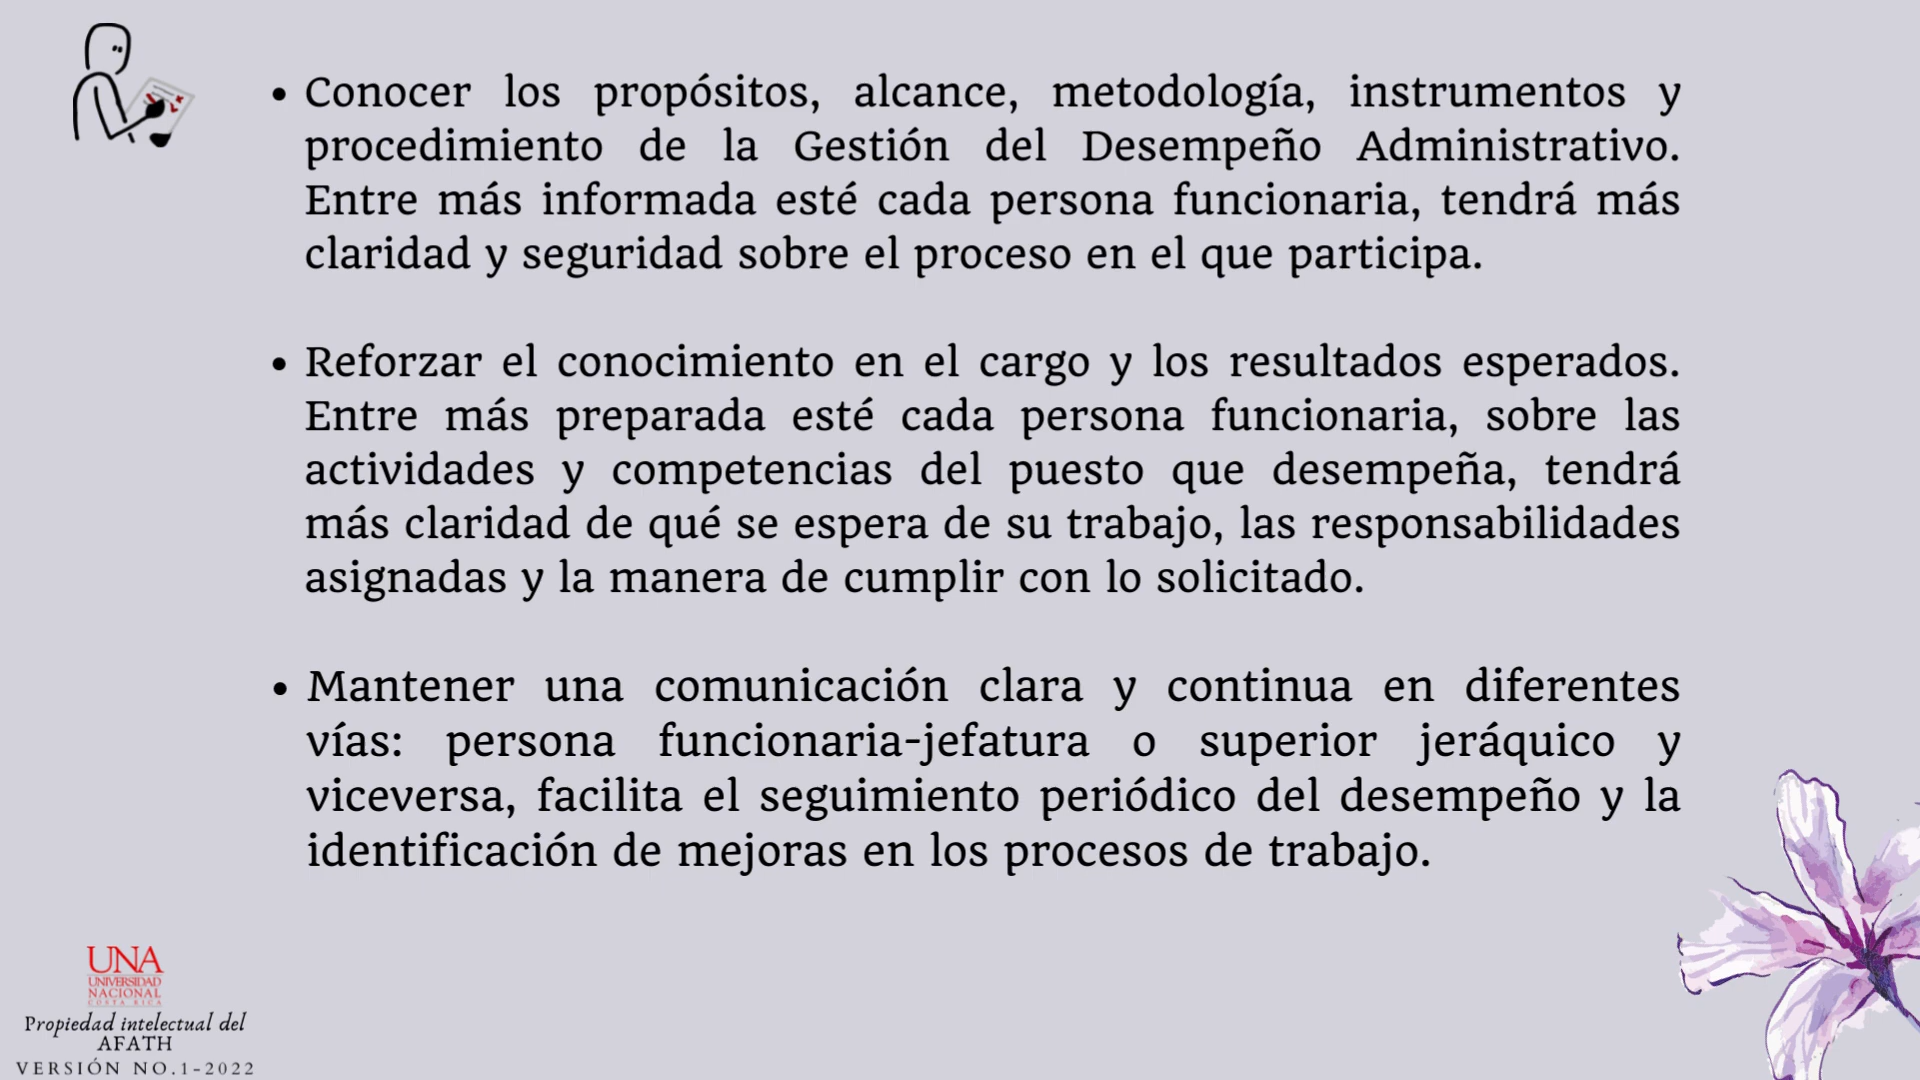 • Conocer los propósitos, alcance, metodología, instrumentos y
procedimiento de la Gestión del Desempeño Administrativo.
Entre más informada esté cada persona funcionaria, tendrá más
claridad y seguridad sobre el proceso en el que participa.
• Reforzar el conocimiento en el cargo y los resultados esperados.
Entre más preparada esté cada persona funcionaria, sobre las
actividades y competencias del puesto que desempeña, tendrá
más claridad de qué se espera de su trabajo, las responsabilidades
asignadas y la manera de cumplir con lo solicitado.
• Mantener una comunicación clara y continua en diferentes
vías: persona funcionaria-jefatura o superior jeráquico y
viceversa, facilita el seguimiento periódico del desempeño y la
identificación de mejoras en los procesos de trabajo.
UNA
UNIVERSIDAD
NACIONAL
COSTA RICA
Propiedad intelectual del
AFATH
VERSIÓN NO.1-2022